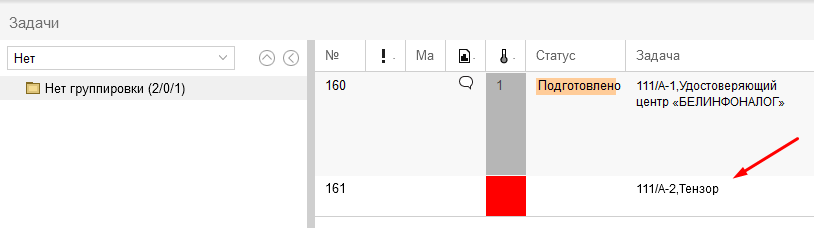 Задачи
Нет
Нет группировки (2/0/1)
№ Ма Статус Задача
160 1 Подготовлено 111/А-1,Удостоверяющий
центр «БЕЛИНФОНАЛОГ»
161 111/А-2,Тензор